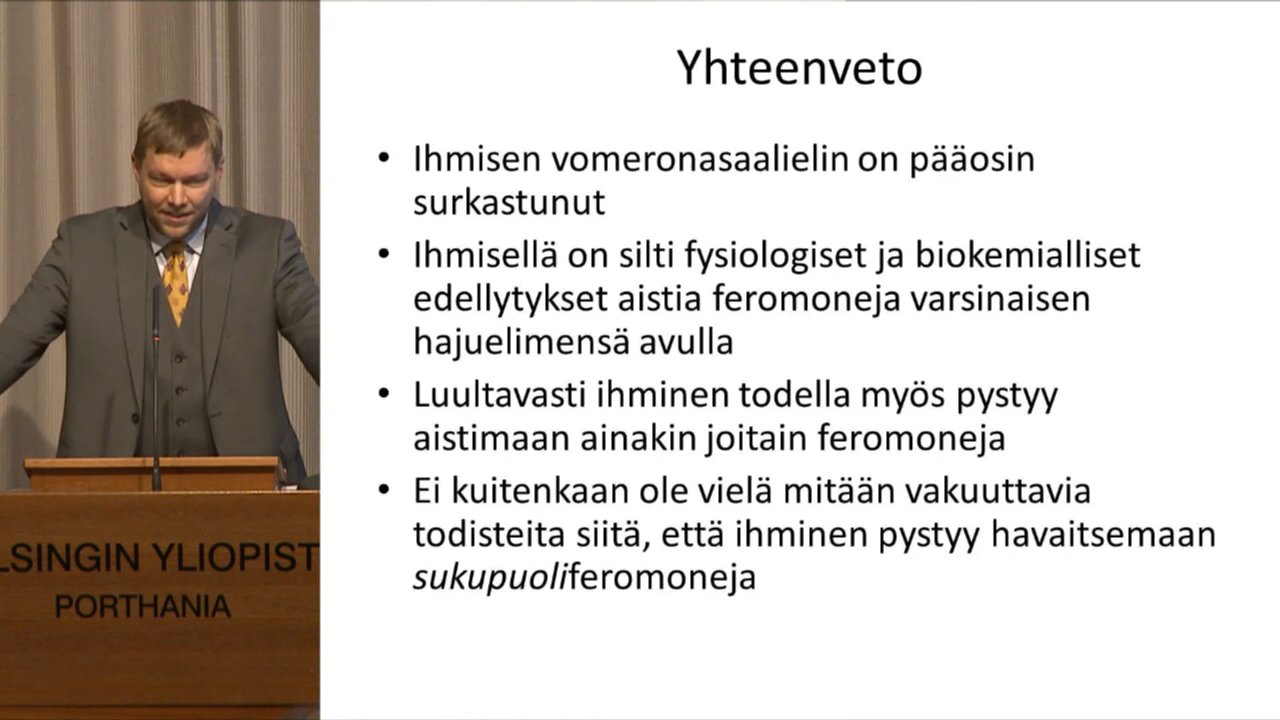 Yhteenveto
• Ihmisen vomeronasaalielin on pääosin
surkastunut
• Ihmisellä on silti fysiologiset ja biokemialliset
edellytykset aistia feromoneja varsinaisen
hajuelimensä avulla
• Luultavasti ihminen todella myös pystyy
aistimaan ainakin joitain feromoneja
• Ei kuitenkaan ole vielä mitään vakuuttavia
todisteita siitä, että ihminen pystyy havaitsemaan
sukupuoliferomoneja
LSINGIN YLIOPIST
PORTHANIA